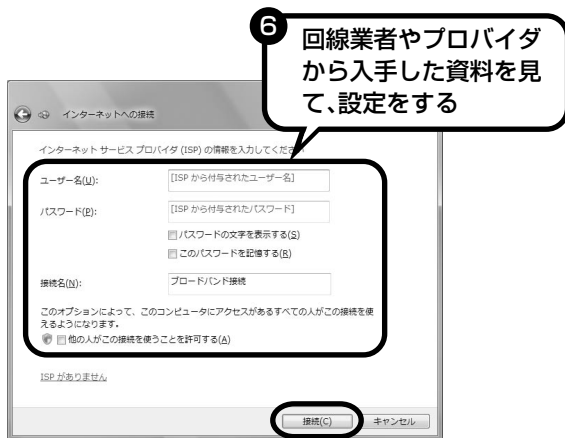 6
回線業者やプロバイダ
から入手した資料を見
て、設定をする
インターネットへの接続
インターネット サービス プロバイダ (ISP) の情報を入力してくださ
ユーザー名(U):
[ISP から付与されたユーザー名]
パスワード(P):
[ISP から付与されたパスワード]
パスワードの文字を表示する(S)
このパスワードを記憶する(R)
接続名(N):
ブロードバンド接続
このオプションによって、このコンピュータにアクセスがあるすべての人がこの接続を使
えるようになります。
他の人がこの接続を使うことを許可する(A)
ISP がありません
接続(C)
キャンセル